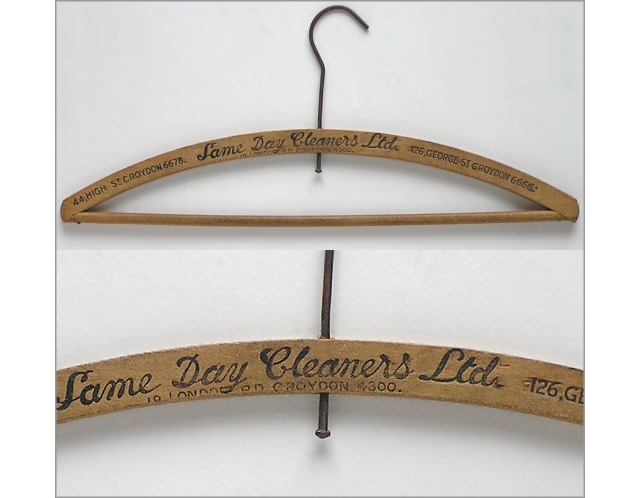 44, HIGH ST CROYDON 6678.
Same Day Cleaners Ltd.
19 LONDON RD. CROYDON. 4300.
126, GEORGE ST CROYDON 6666.
Same Day Cleaners Ltd.
19 LONDON RD. CROYDON. 4300.
126, GE